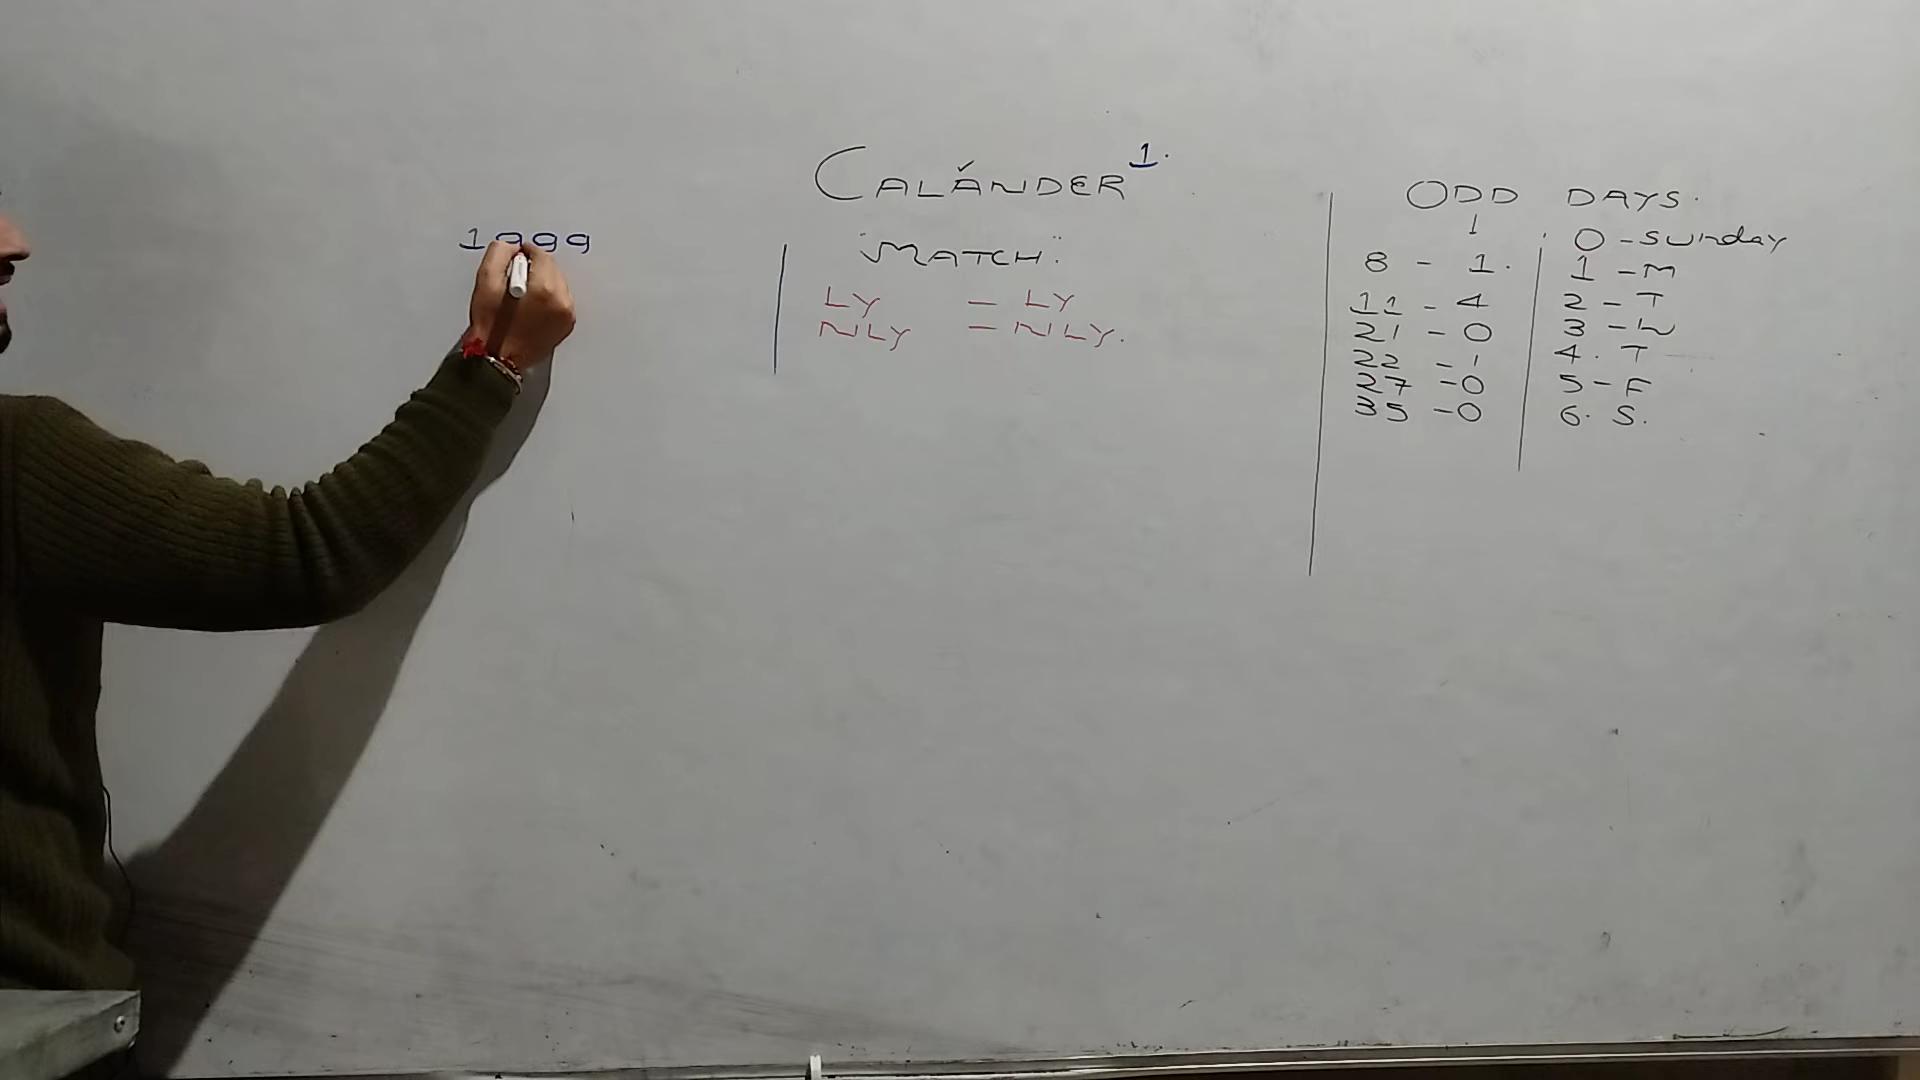 1999
CALÁNDER 1.
"MATCH":
LY = LY
NLY = NLY.
ODD DAYS.
1
8 - 1.
11 - 4
21 - 0
22 - 1
27 - 0
35 - 0
0 - Sunday
1 - M
2 - T
3 - W
4. T
5 - F
6. S.